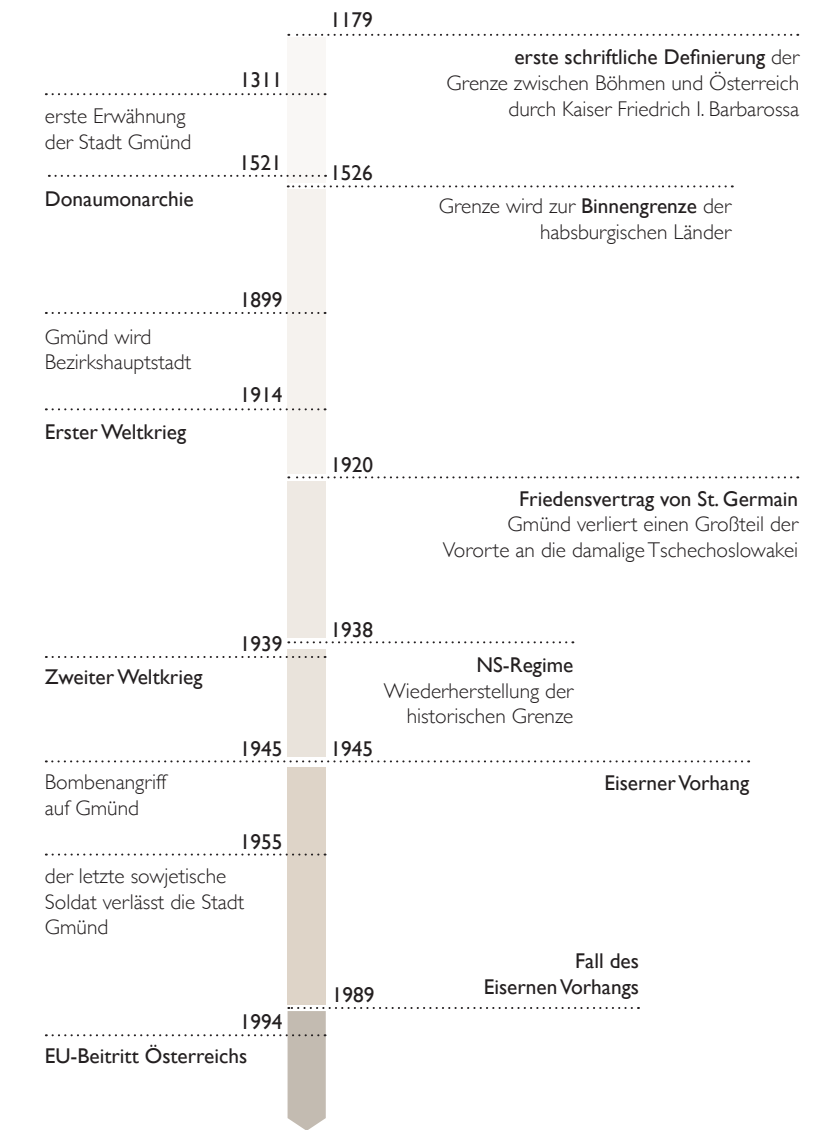 1179
erste schriftliche Definierung der
Grenze zwischen Böhmen und Österreich
durch Kaiser Friedrich I. Barbarossa
1311
erste Erwähnung
der Stadt Gmünd
1521
Donaumonarchie
1526
Grenze wird zur Binnengrenze der
habsburgischen Länder
1899
Gmünd wird
Bezirkshauptstadt
1914
Erster Weltkrieg
1920
Friedensvertrag von St. Germain
Gmünd verliert einen Großteil der
Vororte an die damalige Tschechoslowakei
1938
NS-Regime
Wiederherstellung der
historischen Grenze
1939
Zweiter Weltkrieg
1945
Bombenangriff
auf Gmünd
1945
Eiserner Vorhang
1955
der letzte sowjetische
Soldat verlässt die Stadt
Gmünd
1989
Fall des
Eisernen Vorhangs
1994
EU-Beitritt Österreichs